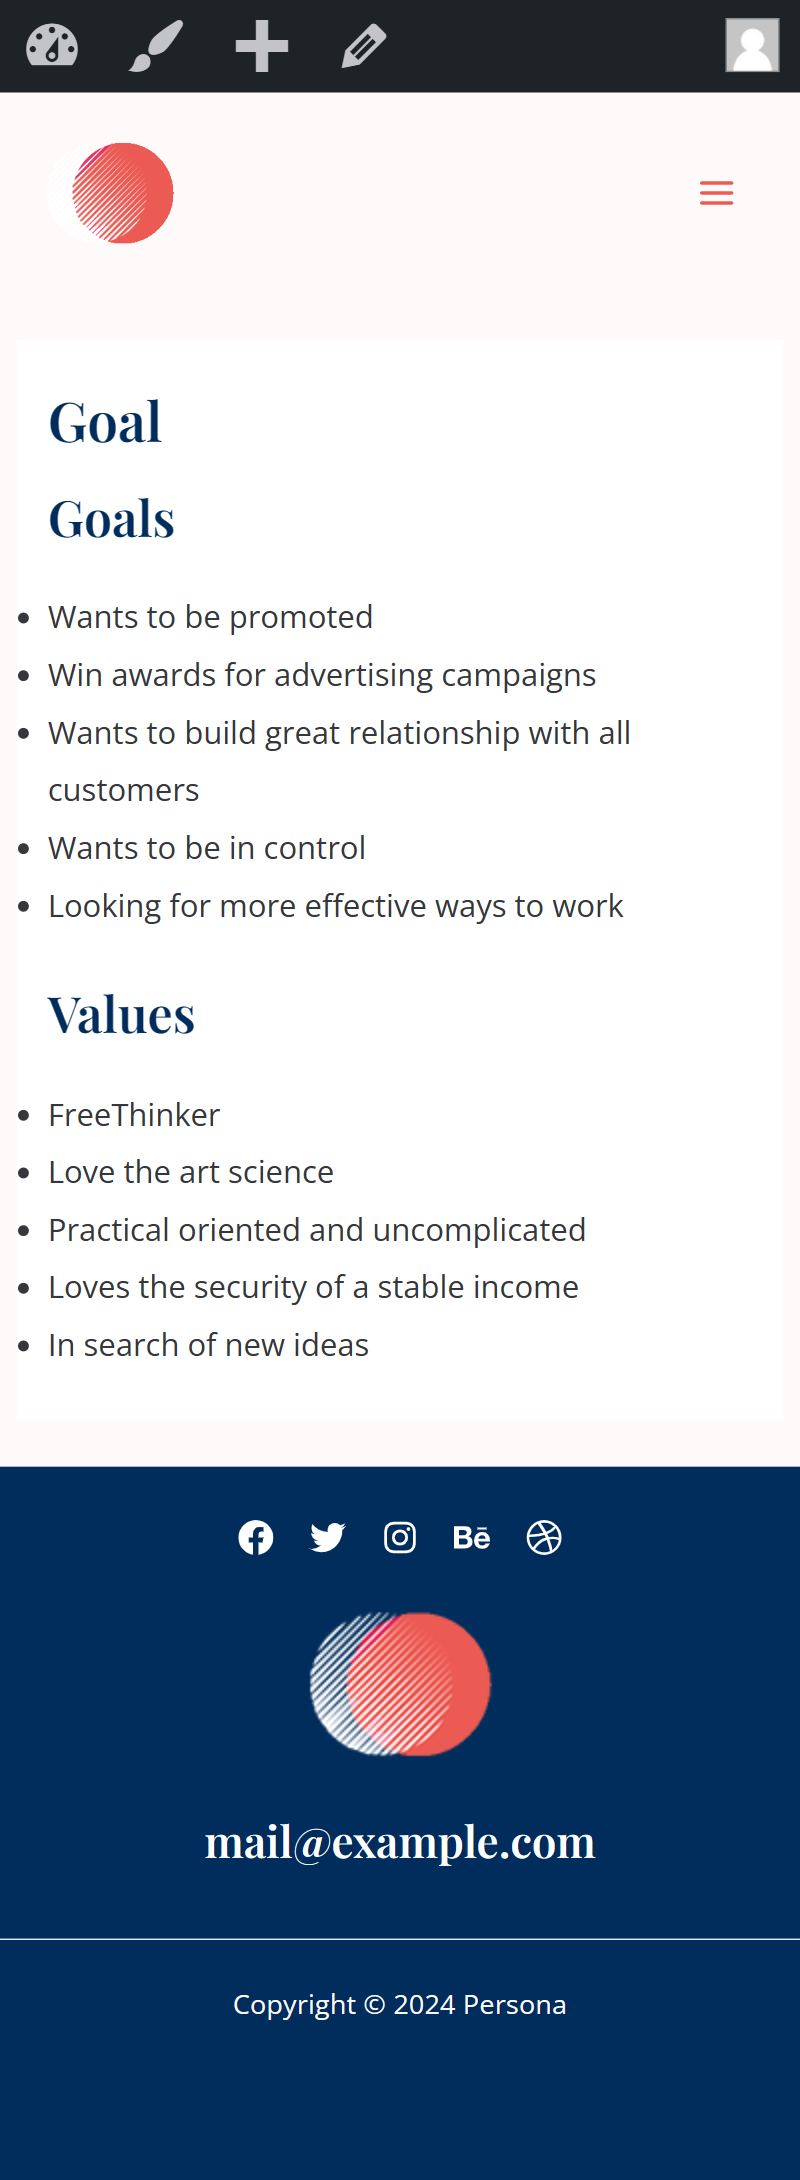 Goal
Goals
Wants to be promoted
Win awards for advertising campaigns
Wants to build great relationship with all
customers
Wants to be in control
Looking for more effective ways to work
Values
FreeThinker
Love the art science
Practical oriented and uncomplicated
Loves the security of a stable income
In search of new ideas
Bē
mail@example.com
Copyright © 2024 Persona